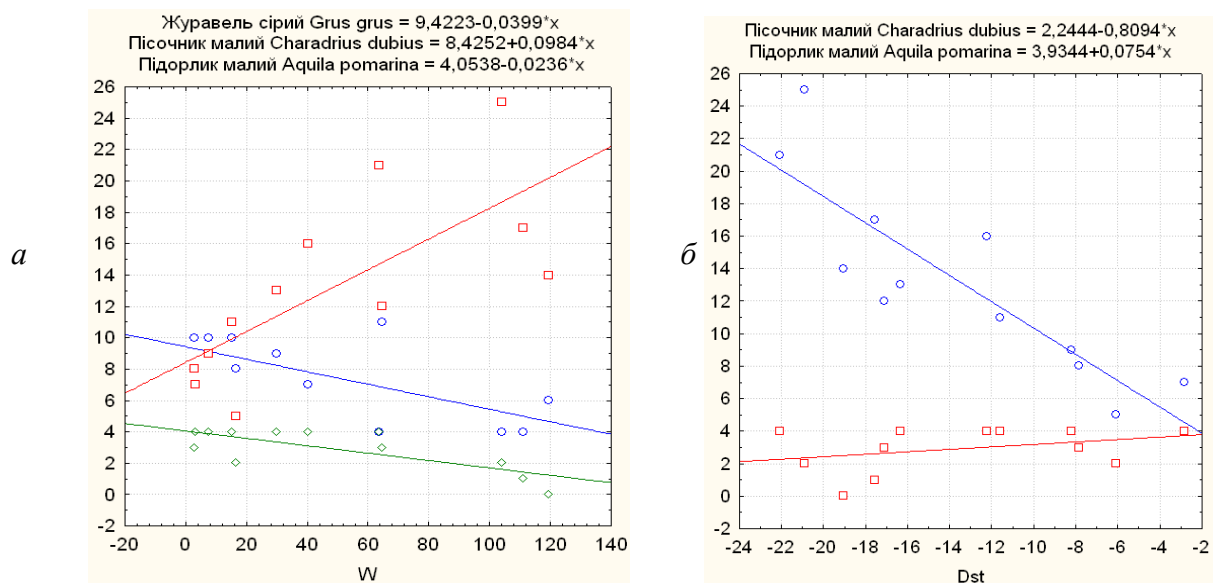 Журавель сірий Grus grus = 9,4223-0,0399*x
Пісочник малий Charadrius dubius = 8,4252+0,0984*x
Підорлик малий Aquila pomarina = 4,0538-0,0236*x
26
24
22
20
18
16
14
12
10
8
6
4
2
0
-2
-20 0 20 40 60 80 100 120 140
W
а
Пісочник малий Charadrius dubius = 2,2444-0,8094*x
Підорлик малий Aquila pomarina = 3,9344+0,0754*x
26
24
22
20
18
16
14
12
10
8
6
4
2
0
-2
-24 -22 -20 -18 -16 -14 -12 -10 -8 -6 -4 -2
Dst
б